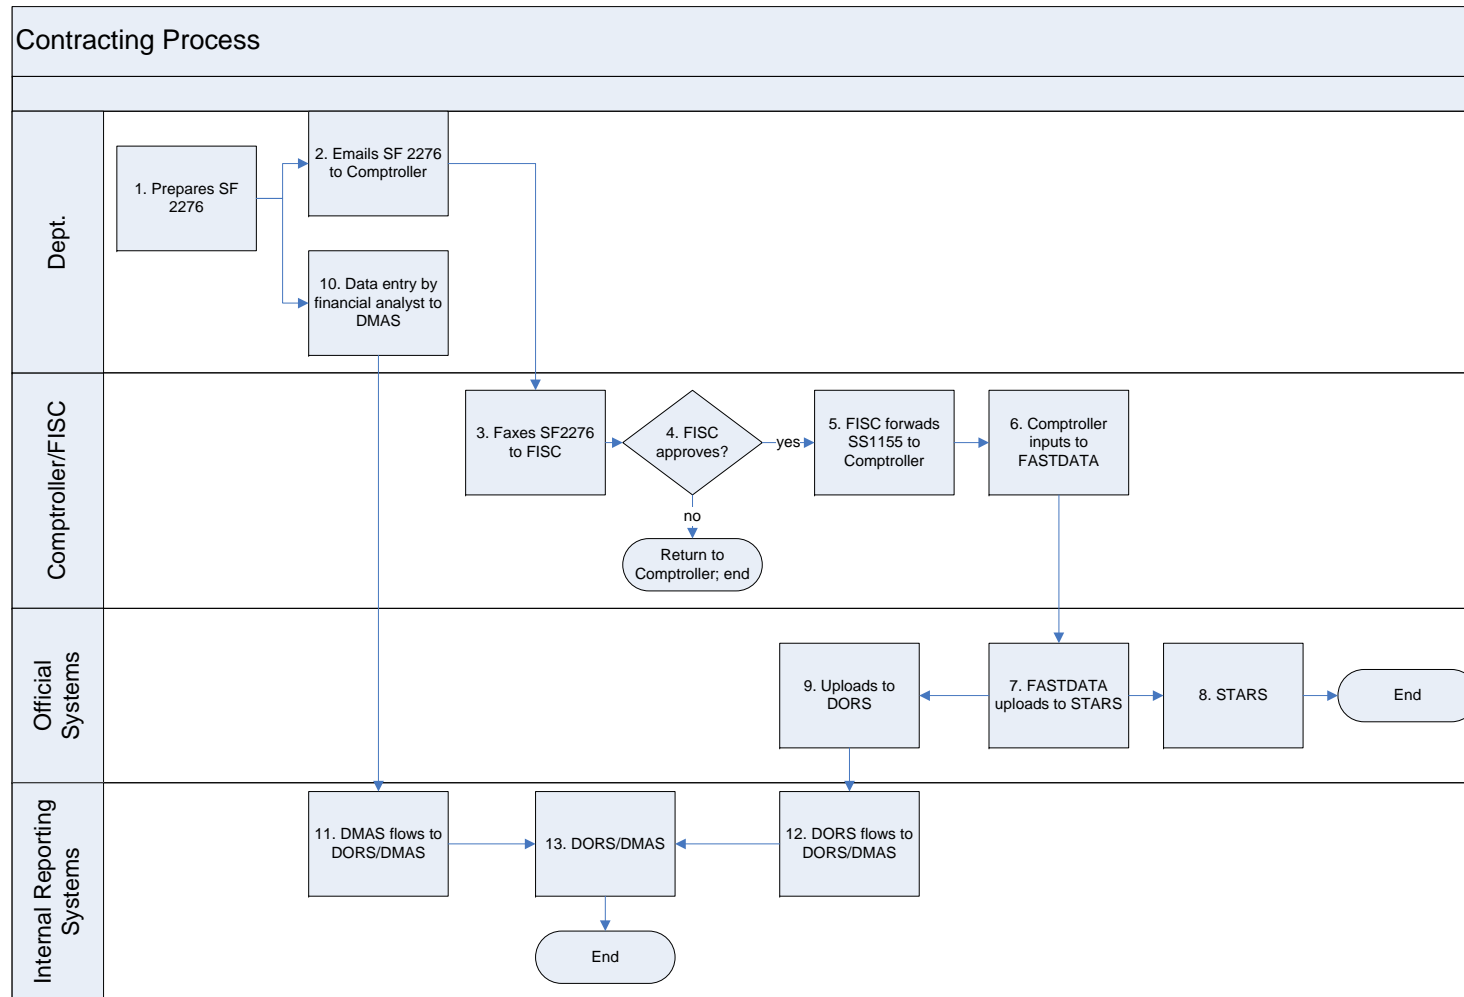 Contracting Process
Dept.
1. Prepares SF
2276
2. Emails SF 2276
to Comptroller
10. Data entry by
financial analyst to
DMAS
Comptroller/FISC
3. Faxes SF2276
to FISC
4. FISC
approves?
yes
no
Return to
Comptroller; end
5. FISC forwads
SS1155 to
Comptroller
6. Comptroller
inputs to
FASTDATA
Official
Systems
9. Uploads to
DORS
7. FASTDATA
uploads to STARS
8. STARS
End
Internal Reporting
Systems
11. DMAS flows to
DORS/DMAS
13. DORS/DMAS
12. DORS flows to
DORS/DMAS
End